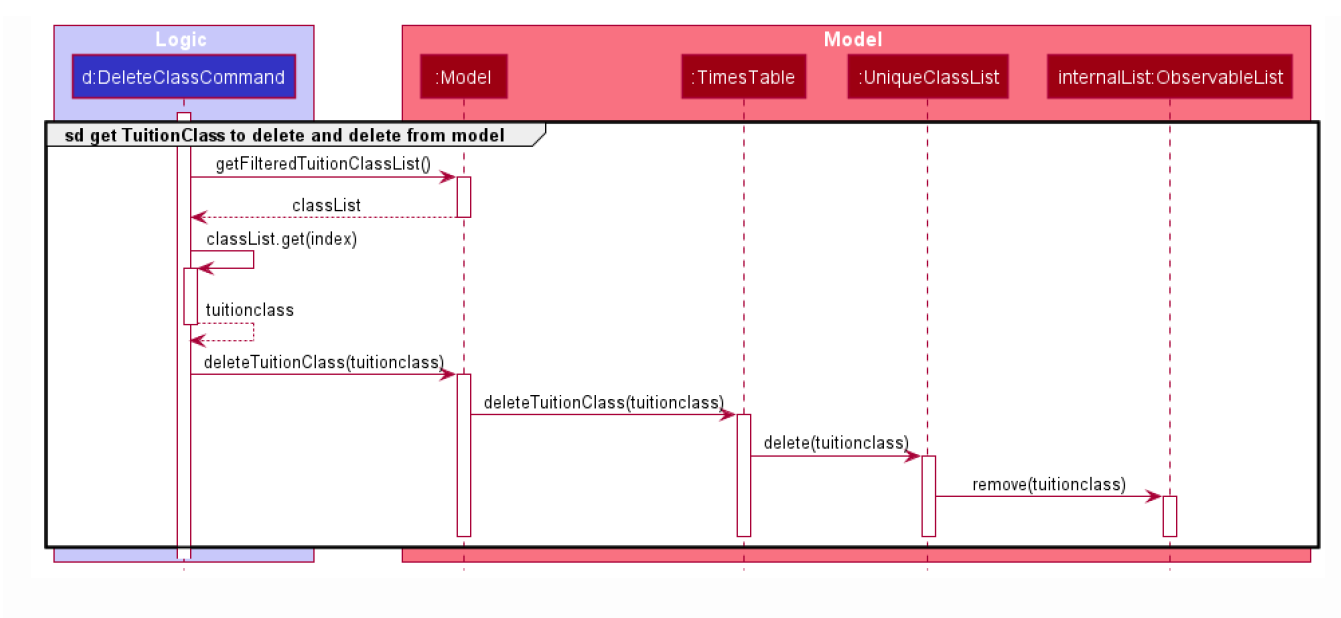 Logic
Model
d:DeleteClassCommand
:Model
:TimesTable
:UniqueClassList
internalList:ObservableList
sd get TuitionClass to delete and delete from model
getFilteredTuitionClassList()
classList
classList.get(index)
tuitionclass
deleteTuitionClass(tuitionclass)
deleteTuitionClass(tuitionclass)
delete(tuitionclass)
remove(tuitionclass)